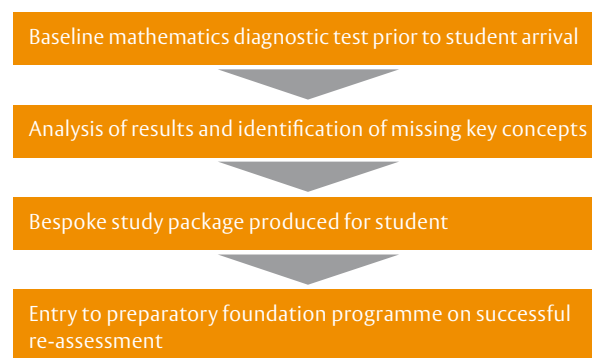 Baseline mathematics diagnostic test prior to student arrival
Analysis of results and identification of missing key concepts
Bespoke study package produced for student
Entry to preparatory foundation programme on successful
re-assessment